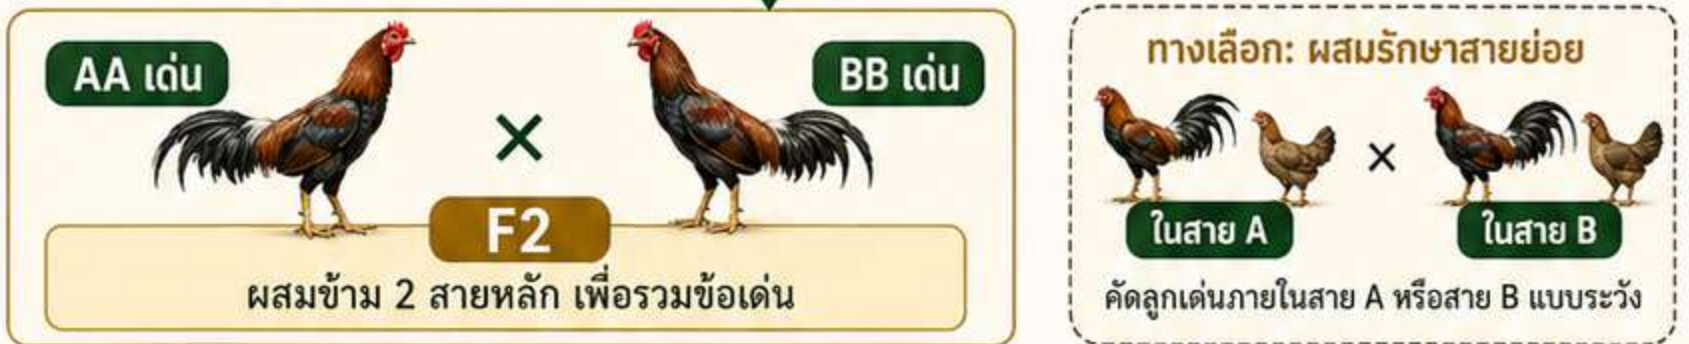 AA เด่น
×
BB เด่น
F2
ผสมข้าม 2 สายหลัก เพื่อรวมข้อเด่น
ทางเลือก: ผสมรักษาสายย่อย
×
ในสาย A
ในสาย B
คัดลูกเด่นภายในสาย A หรือสาย B แบบระวัง